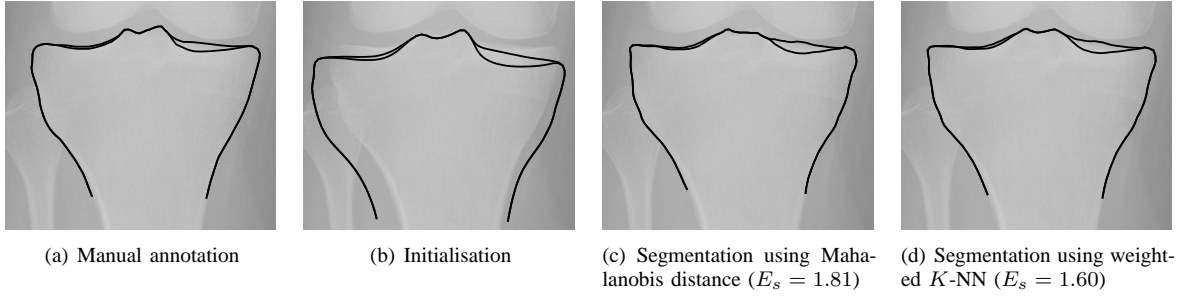 (a) Manual annotation
(b) Initialisation
(c) Segmentation using Maha-
lanobis distance (E_s = 1.81)
(d) Segmentation using weight-
ed K-NN (E_s = 1.60)